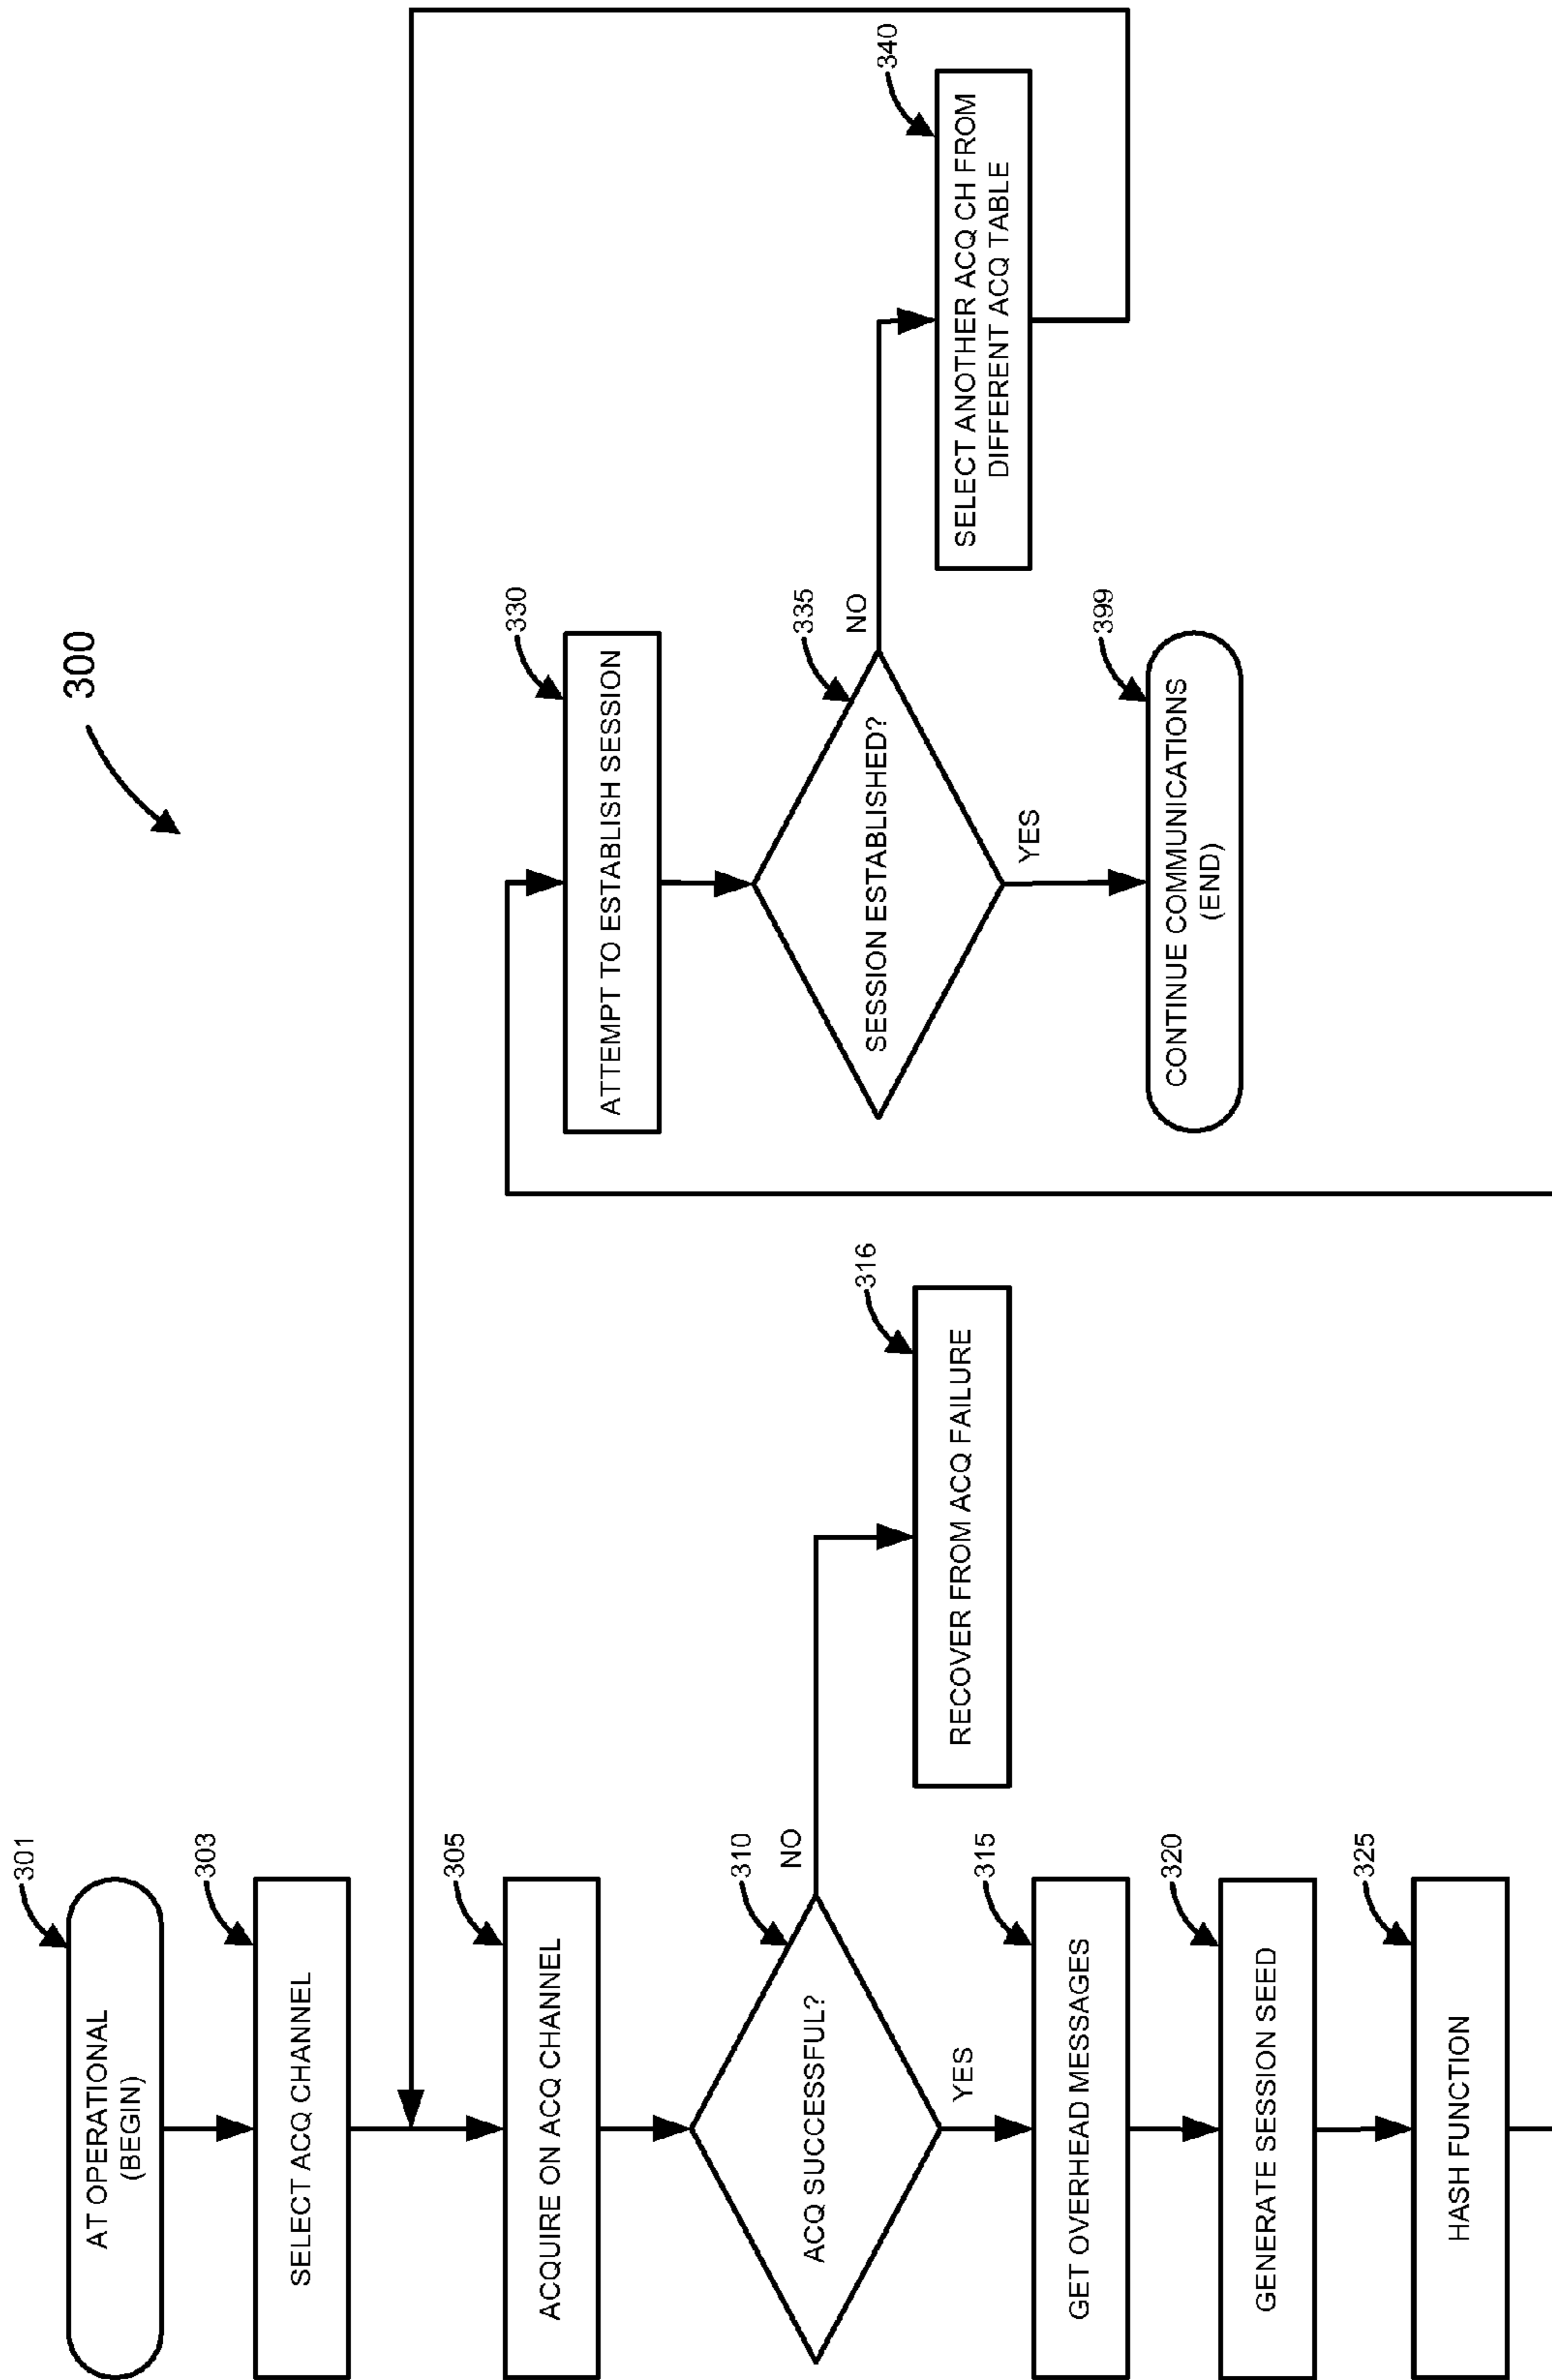 300
301
AT OPERATIONAL
(BEGIN)
303
SELECT ACQ CHANNEL
305
ACQUIRE ON ACQ CHANNEL
310
ACQ SUCCESSFUL?
NO
YES
316
RECOVER FROM ACQ FAILURE
315
GET OVERHEAD MESSAGES
320
GENERATE SESSION SEED
325
HASH FUNCTION
330
ATTEMPT TO ESTABLISH SESSION
335
SESSION ESTABLISHED?
NO
YES
340
SELECT ANOTHER ACQ CH FROM
DIFFERENT ACQ TABLE
399
CONTINUE COMMUNICATIONS
(END)